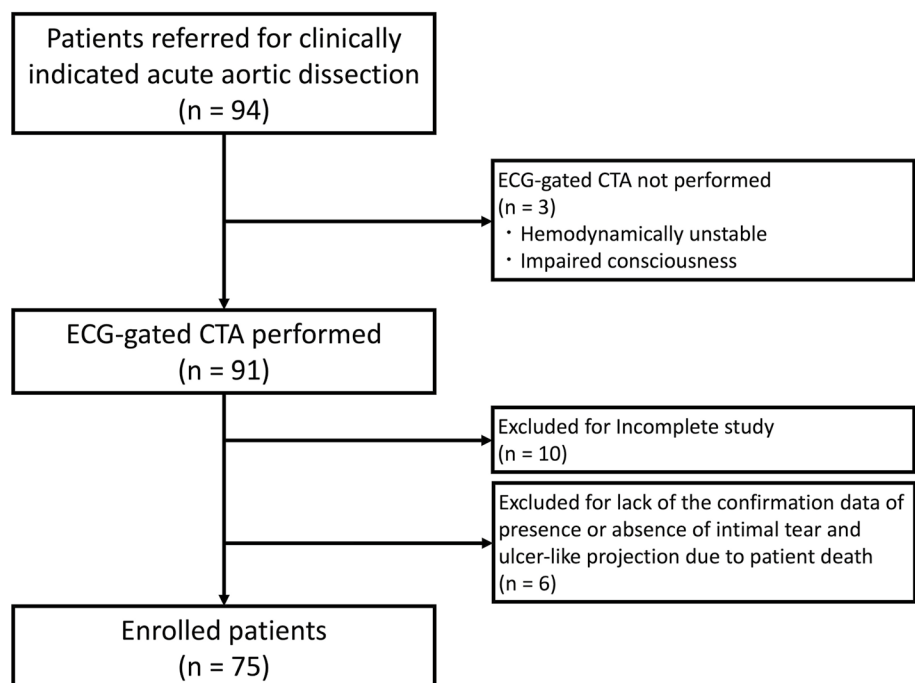 Patients referred for clinically
indicated acute aortic dissection
(n = 94)
ECG-gated CTA not performed
(n = 3)
・Hemodynamically unstable
・Impaired consciousness
ECG-gated CTA performed
(n = 91)
Excluded for Incomplete study
(n = 10)
Excluded for lack of the confirmation data of
presence or absence of intimal tear and
ulcer-like projection due to patient death
(n = 6)
Enrolled patients
(n = 75)